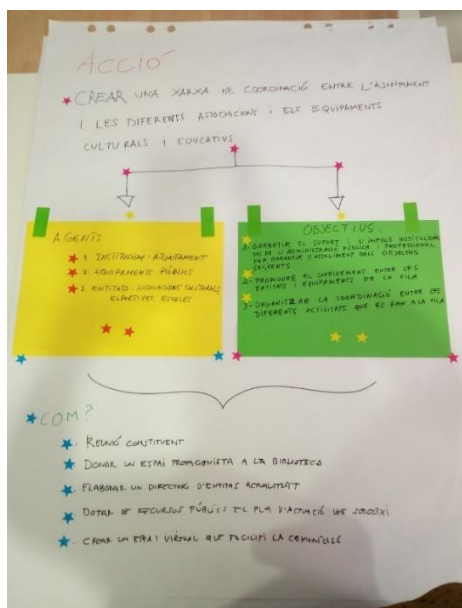 ACCIÓ
CREAR UNA XARXA DE COORDINACIÓ ENTRE L'AJUNTAMENT
I LES DIFERENTS ASSOCIACIONS I ELS EQUIPAMENTS
CULTURALS I EDUCATIUS
AGENTS
1. INSTITUCIONS: AJUNTAMENT
2. EQUIPAMENTS PÚBLICS
3. ENTITATS: ASSOCIACIONS CULTURALS,
ESPORTIVES, ESCOLES
OBJECTIUS:
1- GARANTIR EL SUPORT I L'IMPULS INSTITUCIONAL
DES DE L'ADMINISTRACIÓ PÚBLICA I PROFESSIONAL
PER GARANTIR L'ASSOLIMENT DELS OBJECTIUS
SEGÜENTS
2- PROMOURE EL CONEIXEMENT ENTRE LES
ENTITATS I EQUIPAMENTS DE LA VILA
3- ORGANITZAR LA COORDINACIÓ ENTRE LES
DIFERENTS ACTIVITATS QUE ES FAN A LA VILA
COM?
REUNIÓ CONSTITUENT
DONAR UN ESPAI PROTAGONISTA A LA BIBLIOTECA
ELABORAR UN DIRECTORI D'ENTITATS ACTUALITZAT
DOTAR DE RECURSOS PÚBLICS EL PLA D'ACTUACIÓ
CREAR UN ESPAI VIRTUAL QUE FACILITI LA